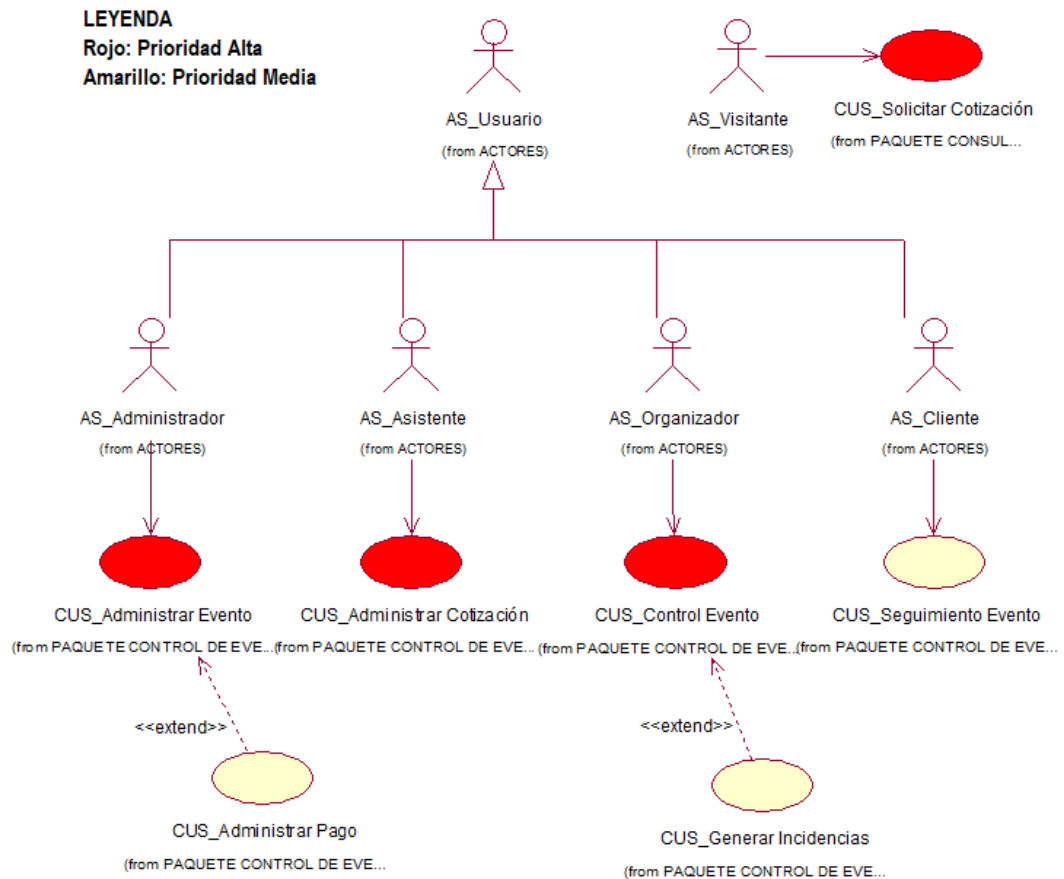 LEYENDA
Rojo: Prioridad Alta
Amarillo: Prioridad Media
AS_Usuario
(from ACTORES)
AS_Visitante
(from ACTORES)
CUS_Solicitar Cotización
(from PAQUETE CONSUL...
AS_Administrador
(from ACTORES)
AS_Asistente
(from ACTORES)
AS_Organizador
(from ACTORES)
AS_Cliente
(from ACTORES)
CUS_Administrar Evento
(from PAQUETE CONTROL DE EVE...
CUS_Administrar Cotización
(from PAQUETE CONTROL DE EVE...
CUS_Control Evento
(from PAQUETE CONTROL DE EVE...
CUS_Seguimiento Evento
(from PAQUETE CONTROL DE EVE...
<<extend>>
<<extend>>
CUS_Administrar Pago
(from PAQUETE CONTROL DE EVE...
CUS_Generar Incidencias
(from PAQUETE CONTROL DE EVE...